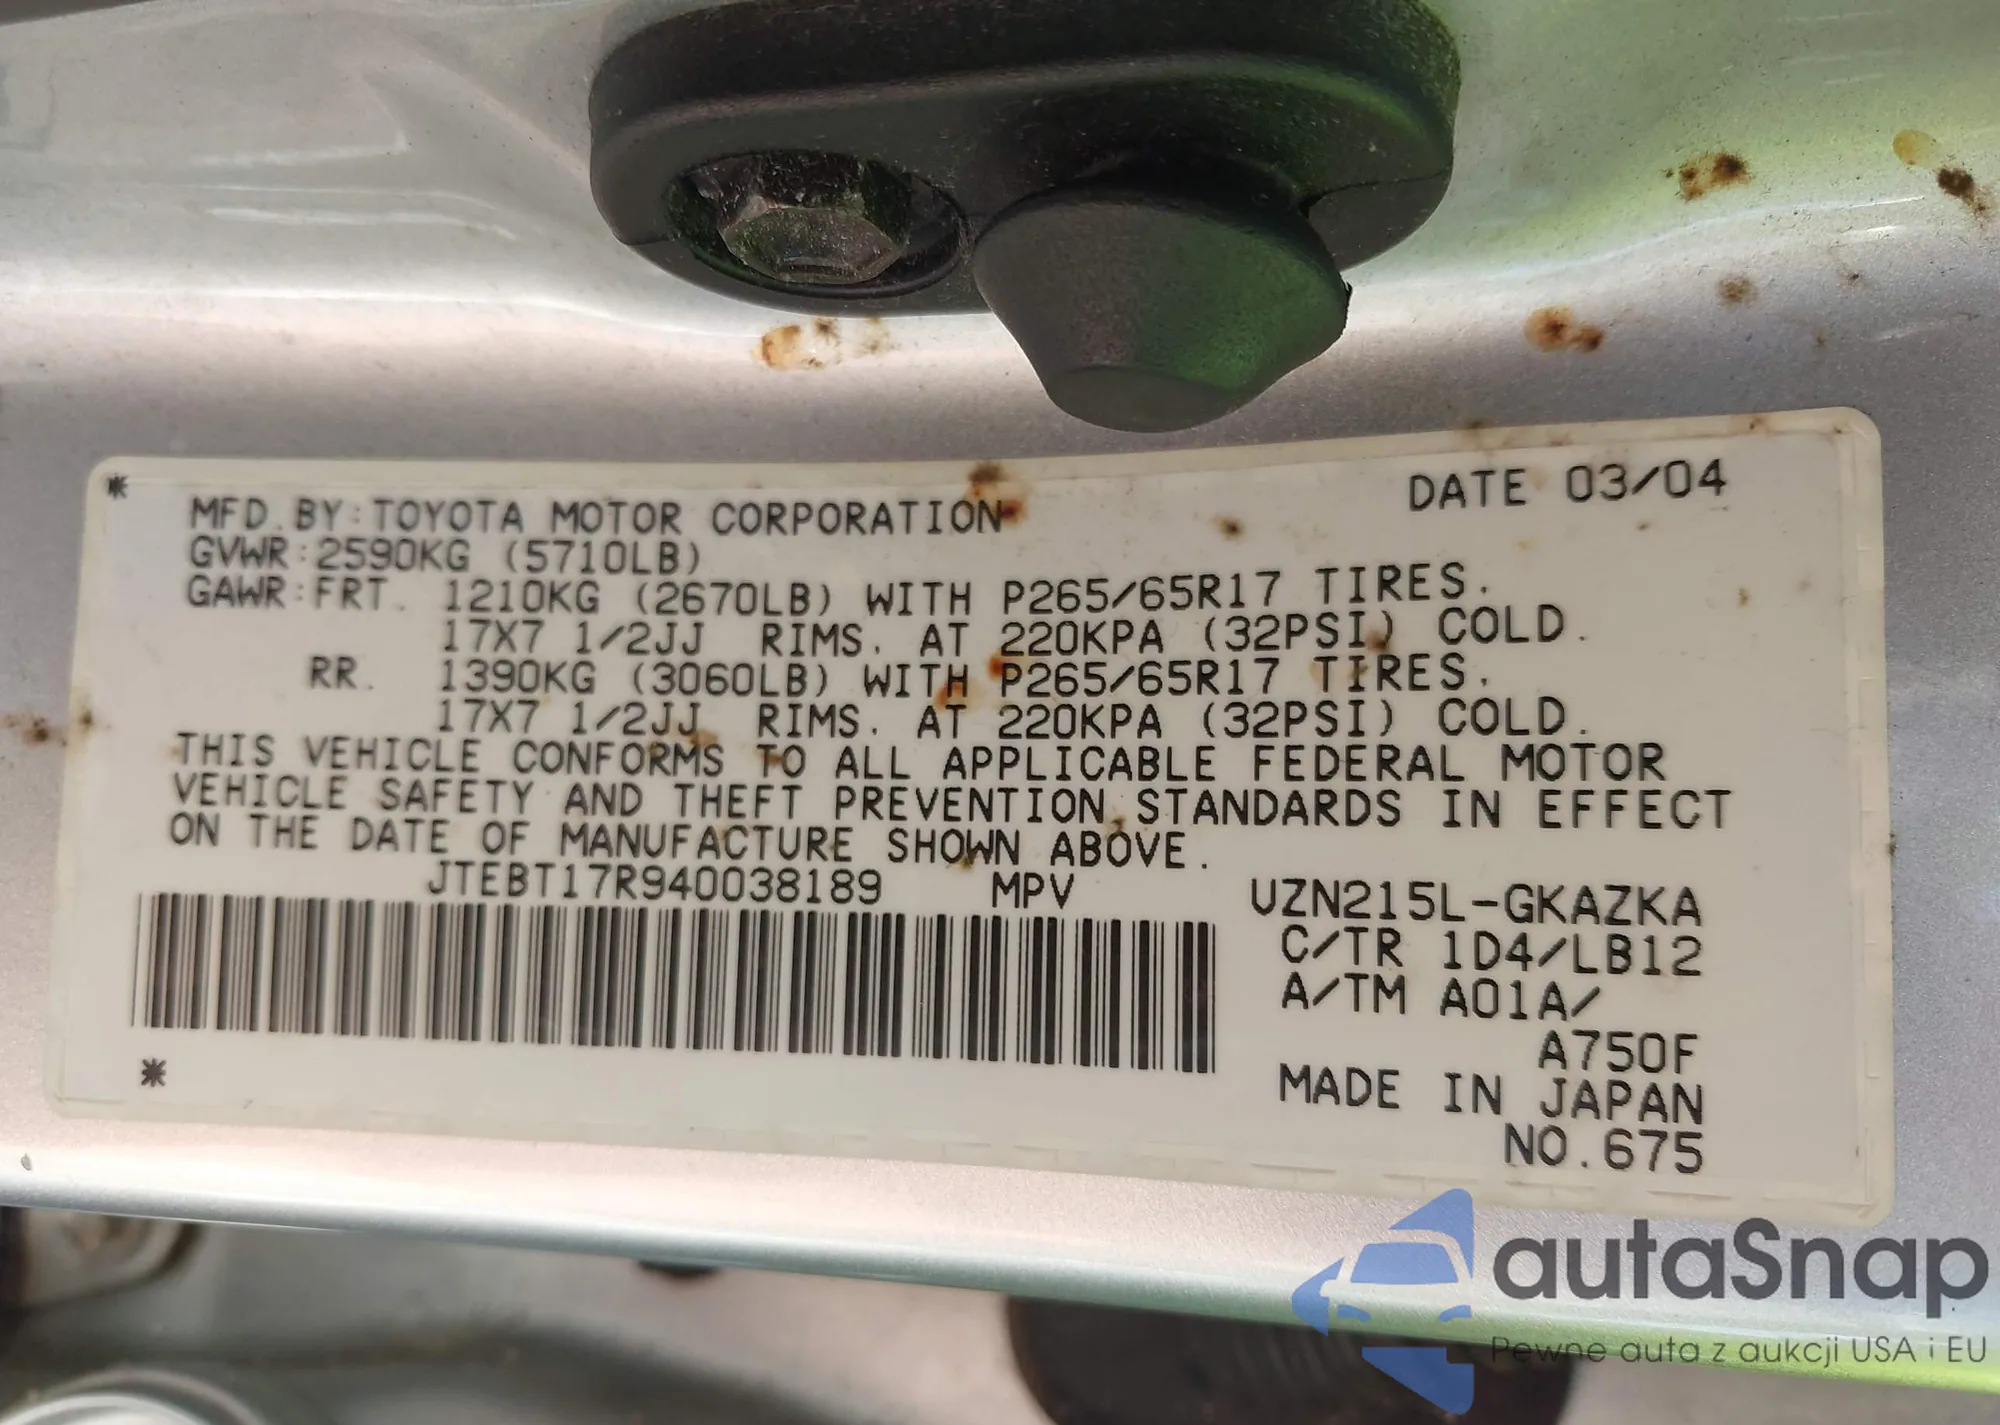 DATE 03/04
MFD. BY: TOYOTA MOTOR CORPORATION
GVWR: 2590KG (5710LB)
GAWR: FRT. 1210KG (2670LB) WITH P265/65R17 TIRES.
17X7 1/2JJ RIMS. AT 220KPA (32PSI) COLD.
RR. 1390KG (3060LB) WITH P265/65R17 TIRES.
17X7 1/2JJ RIMS. AT 220KPA (32PSI) COLD.
THIS VEHICLE CONFORMS TO ALL APPLICABLE FEDERAL MOTOR
VEHICLE SAFETY AND THEFT PREVENTION STANDARDS IN EFFECT
ON THE DATE OF MANUFACTURE SHOWN ABOVE.
JTEBT17R940038189 MPV
UZN215L-GKAZKA
C/TR 1D4/LB12
A/TM A01A/
A750F
MADE IN JAPAN
NO.675
autaSnap
Pewne auta z aukcji USA i EU